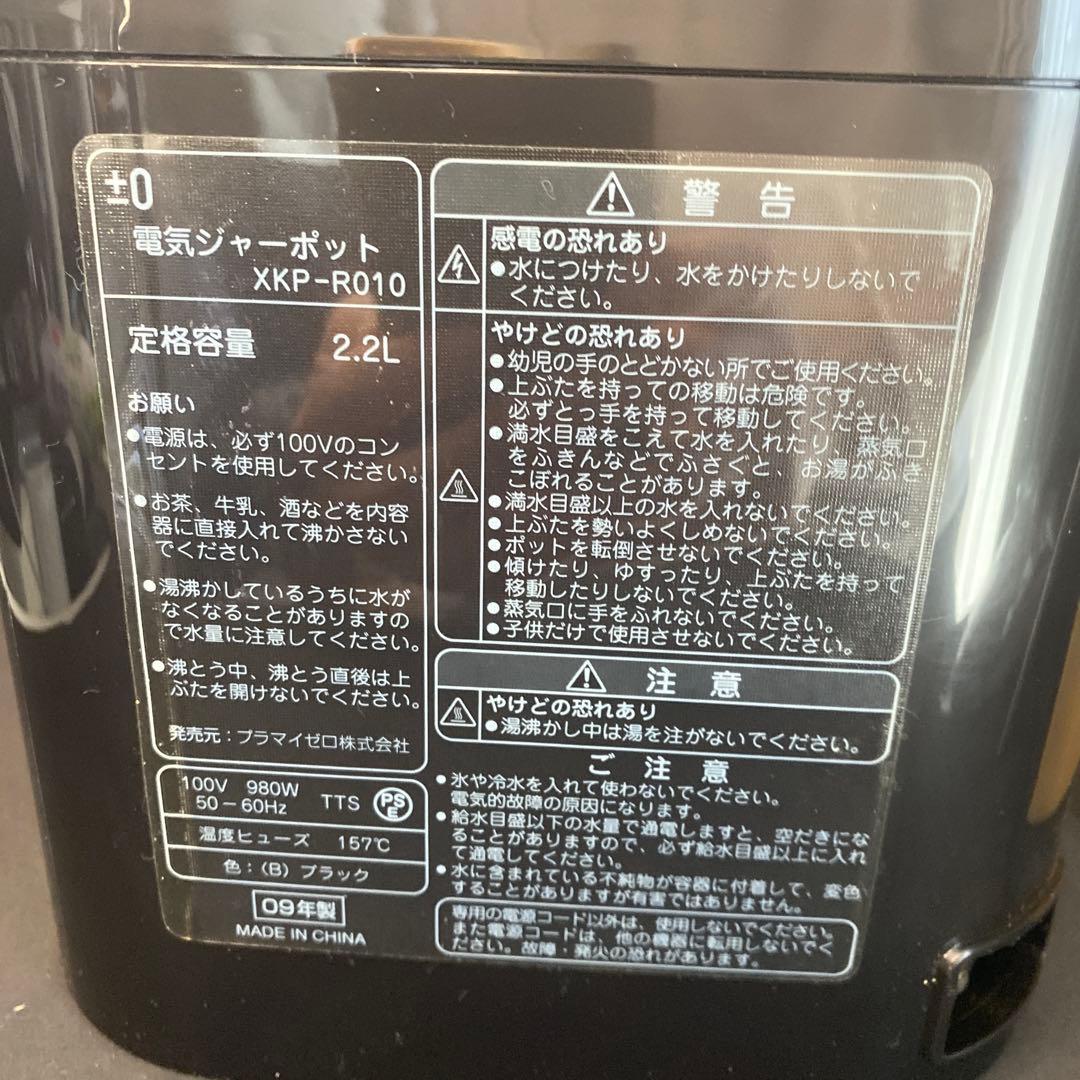 ±0
電気ジャーポット
XKP-R010
定格容量 2.2L
お願い
●電源は、必ず100Vのコン
セントを使用してください。
●お茶、牛乳、酒などを内容
器に直接入れて沸かさない
でください。
●湯沸かしているうちに水が
なくなることがありますの
で水量に注意してください。
●沸とう中、沸とう直後は上
ぶたを開けないでください。
発売元：プラマイゼロ株式会社
100V 980W
50－60Hz TTS PSE
温度ヒューズ 157℃
色：(B) ブラック
09年製
MADE IN CHINA
警告
感電の恐れあり
●水につけたり、水をかけたりしないで
ください。
やけどの恐れあり
●幼児の手のとどかない所でご使用ください。
●上ぶたを持っての移動は危険です。
必ずとっ手を持って移動してください。
●満水目盛をこえて水を入れたり、蒸気口
をふきんなどでふさぐと、お湯がふき
こぼれることがあります。
●満水目盛以上の水を入れないでください。
●上ぶたを勢いよくしめないでください。
●ポットを転倒させないでください。
●傾けたり、ゆすったり、上ぶたを持って
移動したりしないでください。
●蒸気口に手をふれないでください。
●子供だけで使用させないでください。
注意
やけどの恐れあり
●湯沸かし中は湯を注がないでください。
ご注意
●氷や冷水を入れて使わないでください。
電気的故障の原因になります。
●給水目盛以下の水量で通電しますと、空だきにな
ることがありますので、必ず給水目盛以上に入れ
て通電してください。
●水に含まれている不純物が容器に付着して、変色
することがありますが有害ではありません。
専用の電源コード以外は、使用しないでください。
また電源コードは、他の機器に転用しないでく
ださい。故障・発火の恐れがあります。